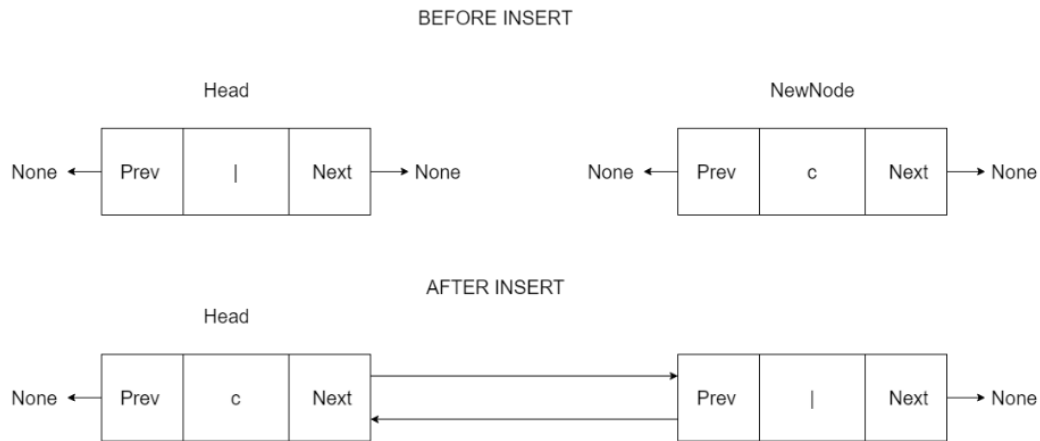 BEFORE INSERT
Head NewNode
None Prev | Next None None Prev c Next None
AFTER INSERT
Head
None Prev c Next Prev | Next None